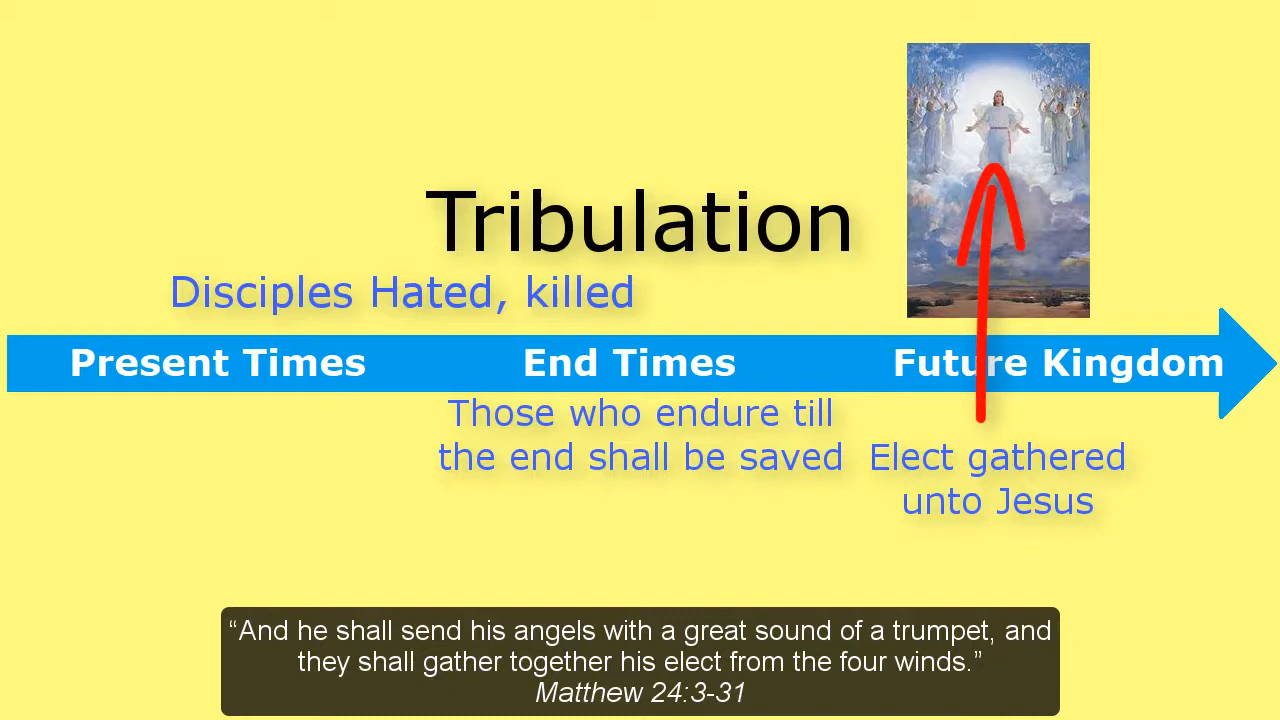 Tribulation
Disciples Hated, killed
Present Times
End Times
Future Kingdom
Those who endure till
the end shall be saved
Elect gathered
unto Jesus
“And he shall send his angels with a great sound of a trumpet, and
they shall gather together his elect from the four winds.”
Matthew 24:3-31